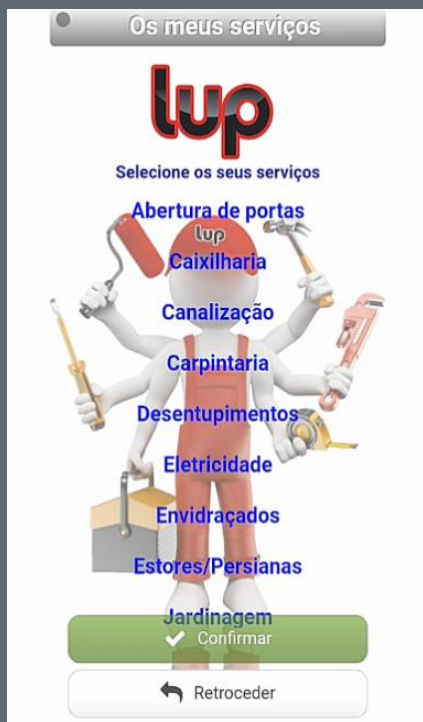 Os meus serviços
lup
Selecione os seus serviços
Abertura de portas
lup
Caixilharia
Canalização
Carpintaria
Desentupimentos
Eletricidade
Envidraçados
Estores/Persianas
Jardinagem
Confirmar
Retroceder